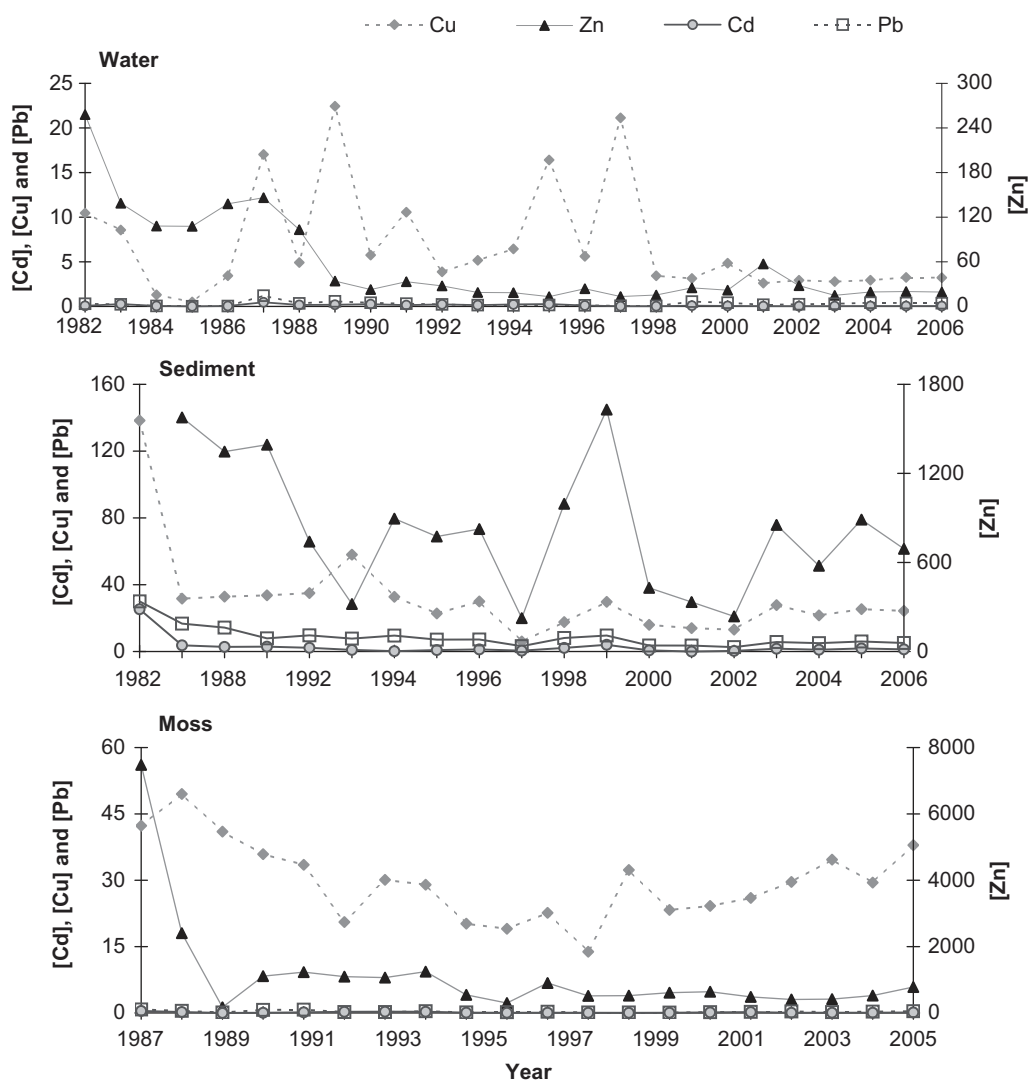 Cu Zn Cd Pb
Water
25 300
20 240
15 180
10 120
5 60
0 0
[Cd], [Cu] and [Pb]
[Zn]
1982 1984 1986 1988 1990 1992 1994 1996 1998 2000 2002 2004 2006
Sediment
160 1800
120 1200
80
40 600
0 0
[Cd], [Cu] and [Pb]
[Zn]
1982 1988 1992 1994 1996 1998 2000 2002 2004 2006
Moss
60 8000
45 6000
30 4000
15 2000
0 0
[Cd], [Cu] and [Pb]
[Zn]
1987 1989 1991 1993 1995 1997 1999 2001 2003 2005
Year